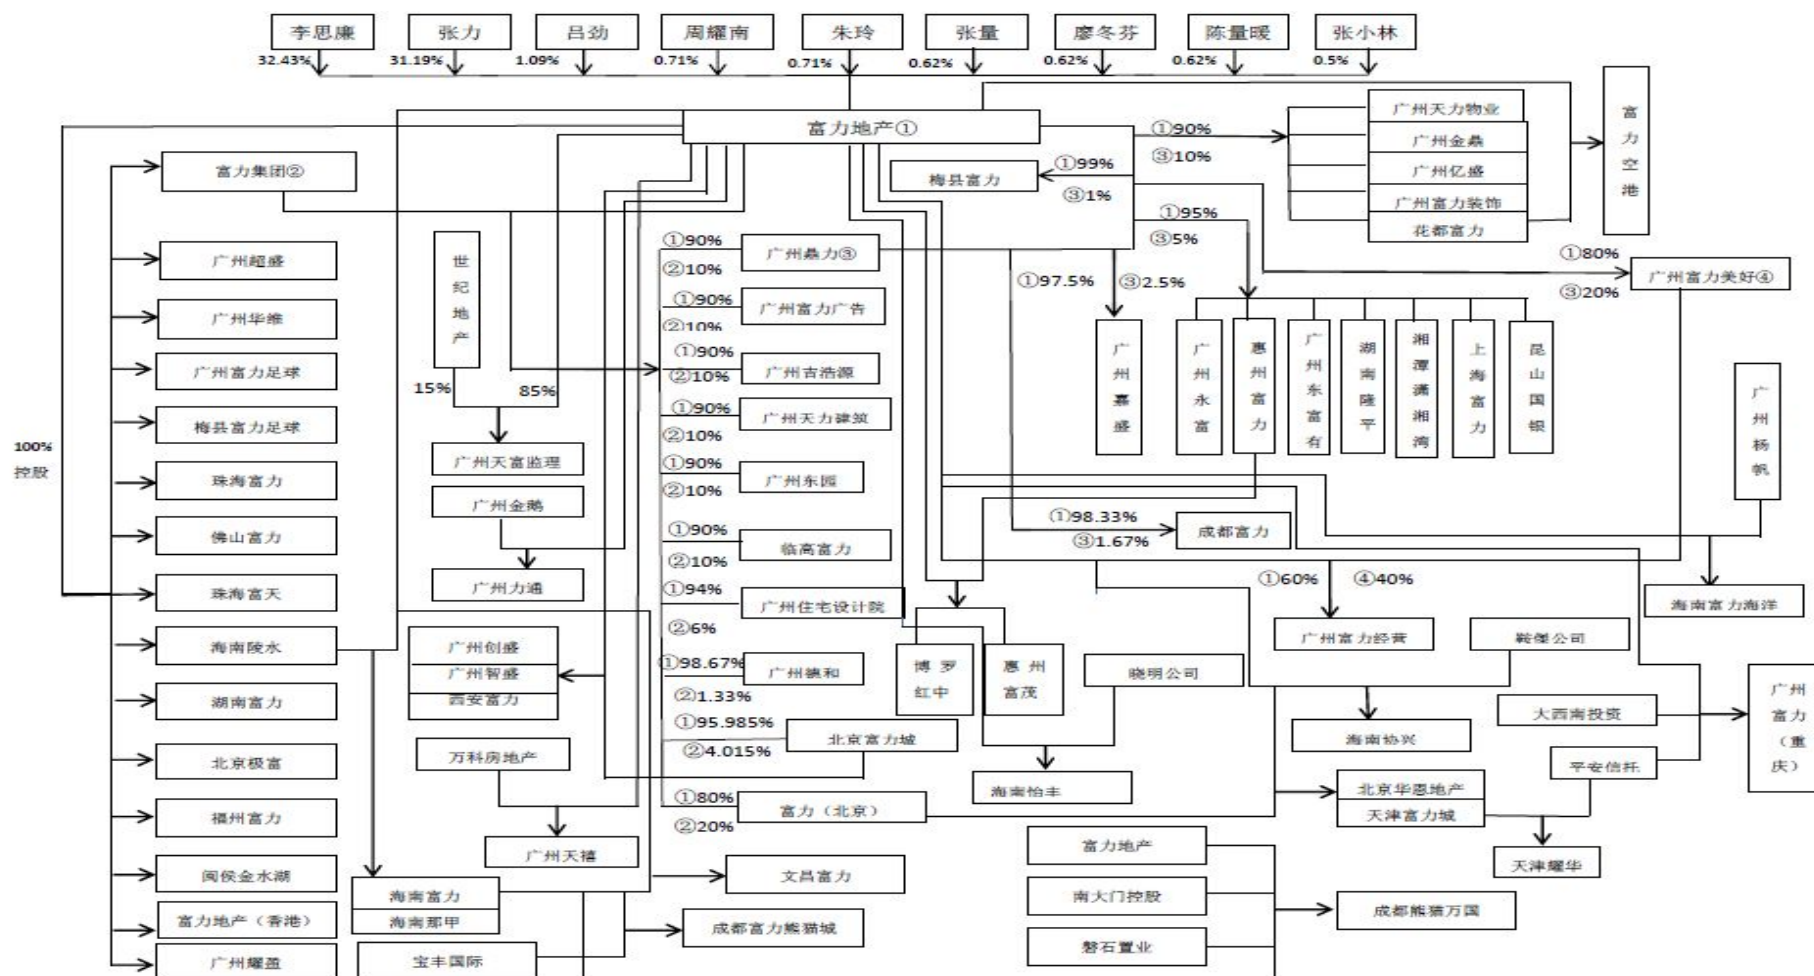 李思廉 张力 吕劲 周耀南 朱玲 张量 廖冬芬 陈量暖 张小林
32.43% 31.19% 1.09% 0.71% 0.71% 0.62% 0.62% 0.62% 0.5%
富力地产①
富力空港
①90%
③10%
广州天力物业
广州金鼎
广州亿盛
广州富力装饰
花都富力
富力集团②
梅县富力
①99%
③1%
①95%
③5%
①80%
③20%
广州富力美好④
100%
控股
广州超盛
广州华维
广州富力足球
梅县富力足球
珠海富力
佛山富力
珠海富天
海南陵水
湖南富力
北京极富
福州富力
闽侯金水湖
富力地产（香港）
广州耀盈
世纪地产
15%
85%
广州天富监理
广州金鹅
广州力通
广州创盛
广州智盛
西安富力
万科房地产
广州天禧
海南富力
海南那甲
宝丰国际
①90%
②10%
广州鼎力③
①90%
②10%
广州富力广告
①90%
②10%
广州吉浩源
①90%
②10%
广州天力建筑
①90%
②10%
广州东园
①90%
②10%
临高富力
①94%
②6%
广州住宅设计院
①98.67%
②1.33%
广州德和
①95.985%
②4.015%
北京富力城
①80%
②20%
富力（北京）
文昌富力
成都富力熊猫城
①97.5%
③2.5%
广州嘉盛
广州永富
惠州富力
广州东富有
湖南隆平
湘潭潇湘湾
上海富力
昆山国银
广州杨帆
①98.33%
③1.67%
成都富力
博罗红中
惠州富茂
晓明公司
海南怡丰
①60%
④40%
广州富力经营
鞍傑公司
海南富力海洋
海南协兴
大西南投资
平安信托
广州富力（重庆）
北京华恩地产
天津富力城
天津耀华
富力地产
南大门控股
磐石置业
成都熊猫万国